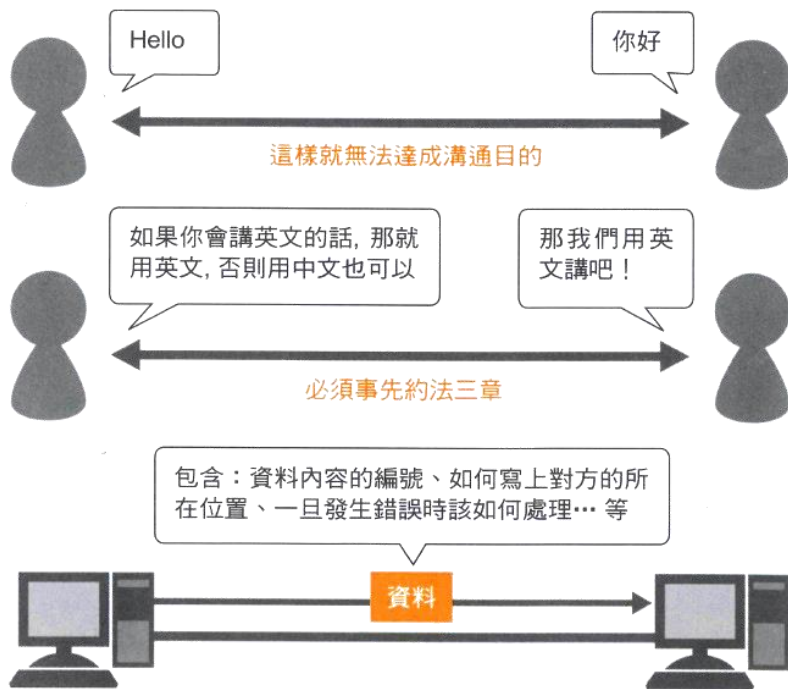 Hello
你好
這樣就無法達成溝通目的
如果你會講英文的話, 那就
用英文, 否則用中文也可以
那我們用英
文講吧！
必須事先約法三章
包含：資料內容的編號、如何寫上對方的所
在位置、一旦發生錯誤時該如何處理… 等
資料